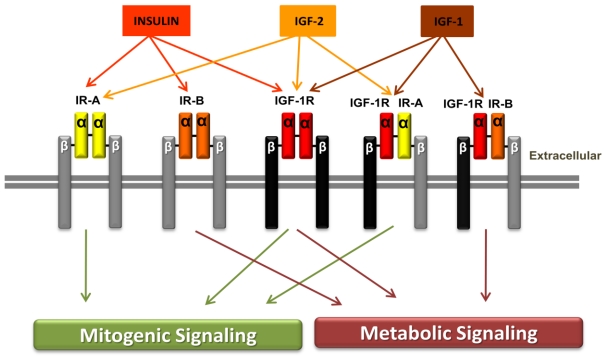 INSULIN IGF-2 IGF-1
IR-A IR-B IGF-1R IGF-1R IR-A IGF-1R IR-B
α α α α α α α α α α
β β β β β β β β β β
Extracellular
Mitogenic Signaling Metabolic Signaling